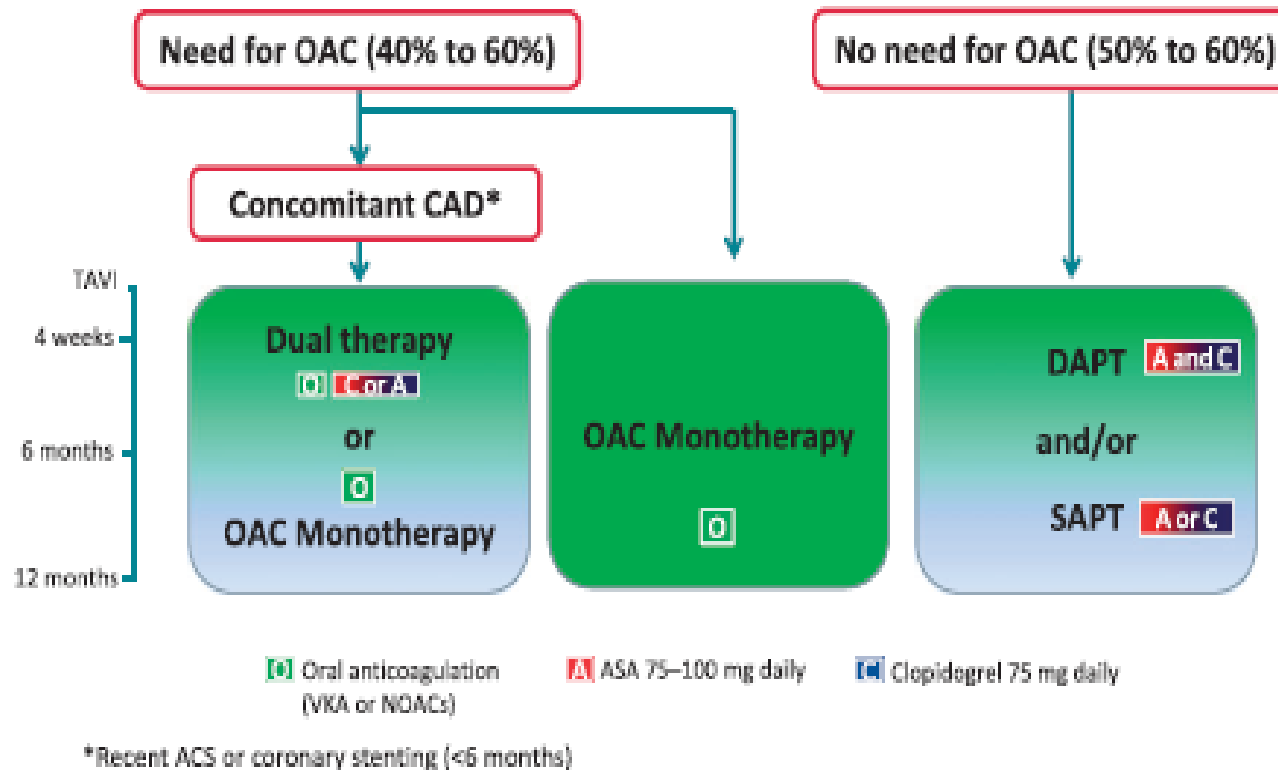 Need for OAC (40% to 60%)
No need for OAC (50% to 60%)
Concomitant CAD*
TAVI
4 weeks
6 months
12 months
Dual therapy
O C or A
or
O
OAC Monotherapy
OAC Monotherapy
O
DAPT A and C
and/or
SAPT A or C
O Oral anticoagulation
(VKA or NOACs)
A ASA 75–100 mg daily
C Clopidogrel 75 mg daily
*Recent ACS or coronary stenting (<6 months)